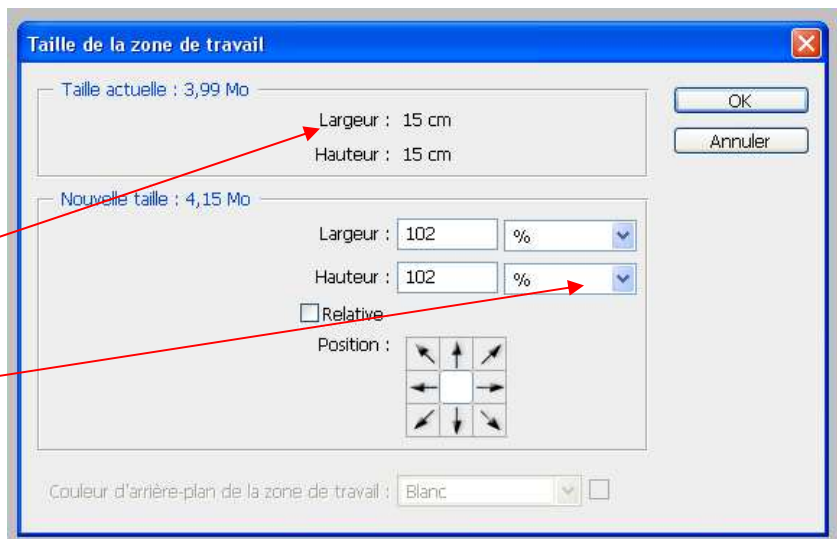 Taille de la zone de travail
Taille actuelle : 3,99 Mo
OK
Largeur : 15 cm
Annuler
Hauteur : 15 cm
Nouvelle taille : 4,15 Mo
Largeur : 102 %
Hauteur : 102 %
Relative
Position :
Couleur d'arrière-plan de la zone de travail : Blanc